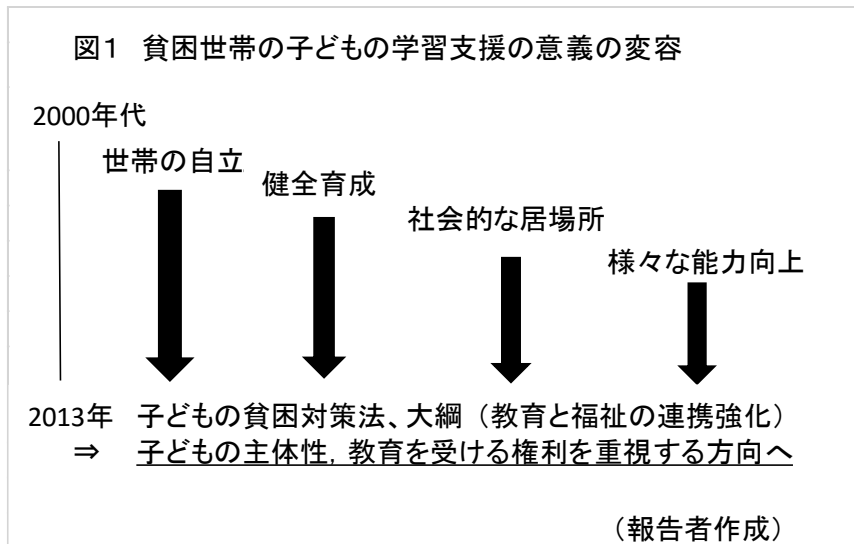 図1 貧困世帯の子どもの学習支援の意義の変容
2000年代
世帯の自立
健全育成
社会的な居場所
様々な能力向上
2013年 子どもの貧困対策法、大綱（教育と福祉の連携強化）
⇒ 子どもの主体性，教育を受ける権利を重視する方向へ
（報告者作成）